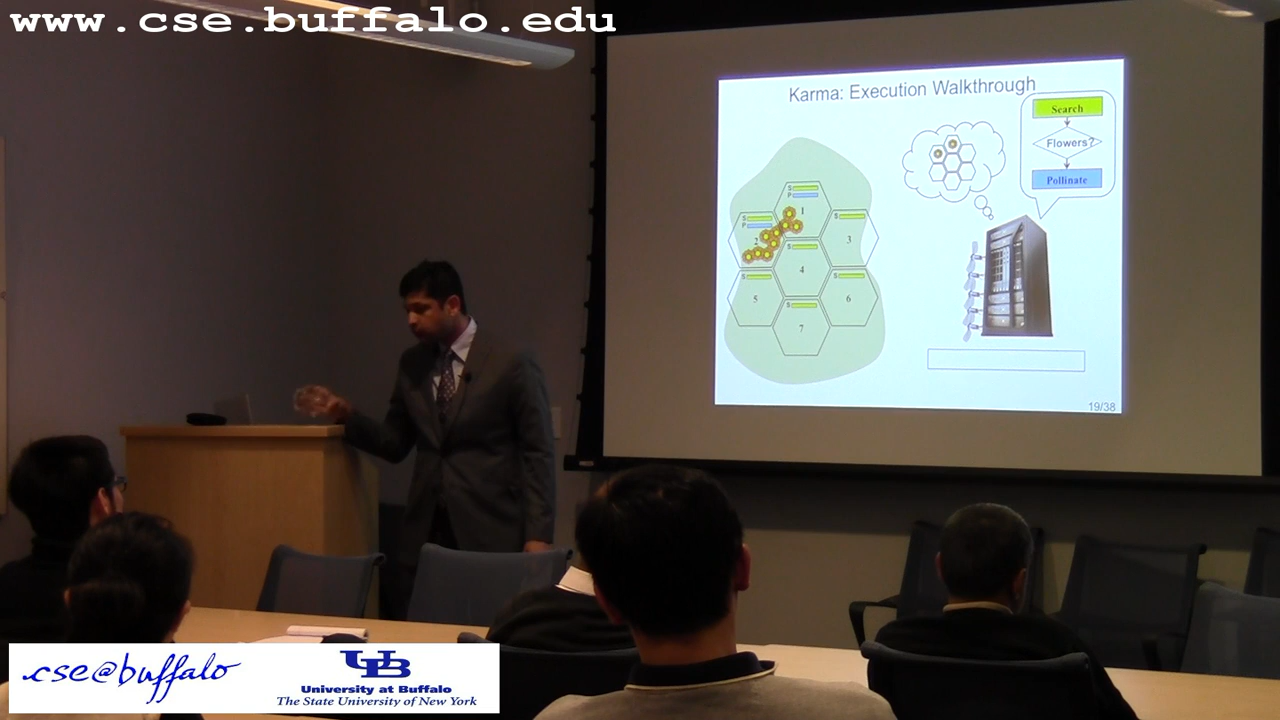 www.cse.buffalo.edu
Karma: Execution Walkthrough
Search
Flowers?
Pollinate
S
P
1
S
P
2
S
3
S
4
S
5
S
6
S
7
19/38
cse@buffalo
UB
University at Buffalo
The State University of New York